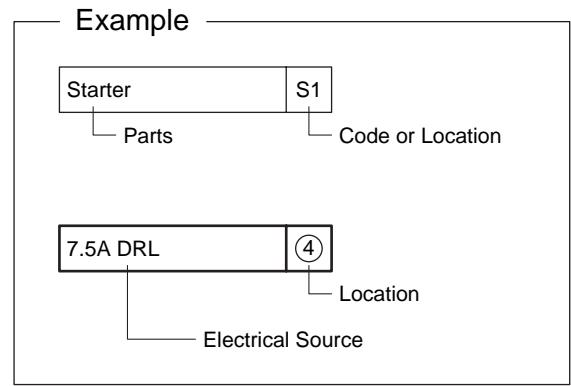 Example
Starter S1
Parts Code or Location
7.5A DRL 4
Location
Electrical Source